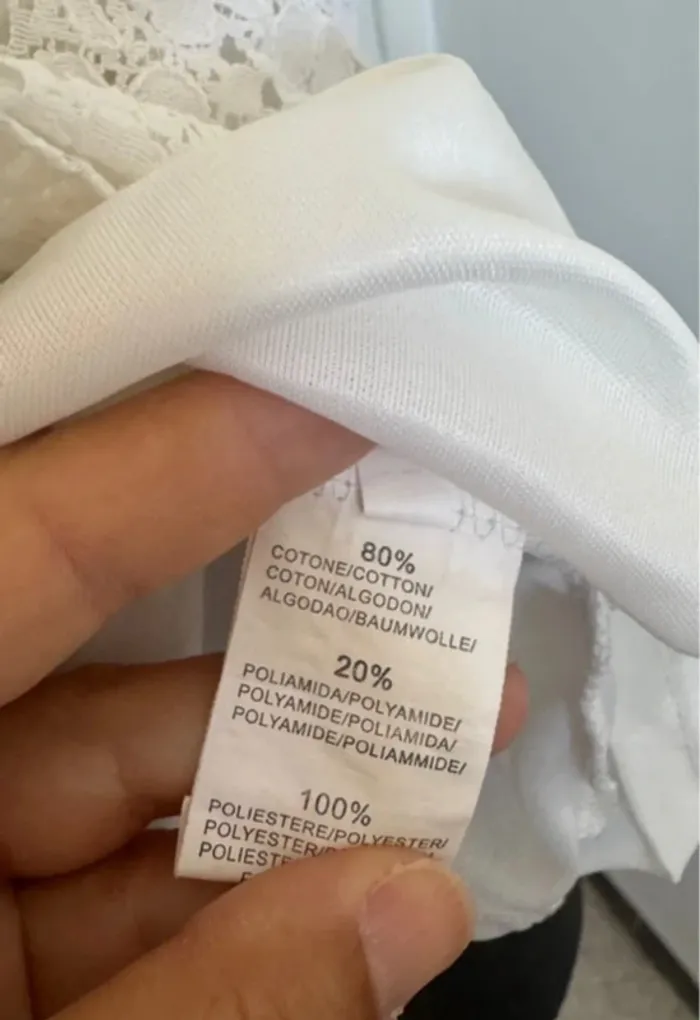 80%
COTONE/COTTON/
COTON/ALGODON/
ALGODAO/BAUMWOLLE/
20%
POLIAMIDA/POLYAMIDE/
POLYAMIDE/POLIAMIDA/
POLYAMIDE/POLIAMMIDE/
100%
POLIESTERE/POLYESTER/
POLYESTER/